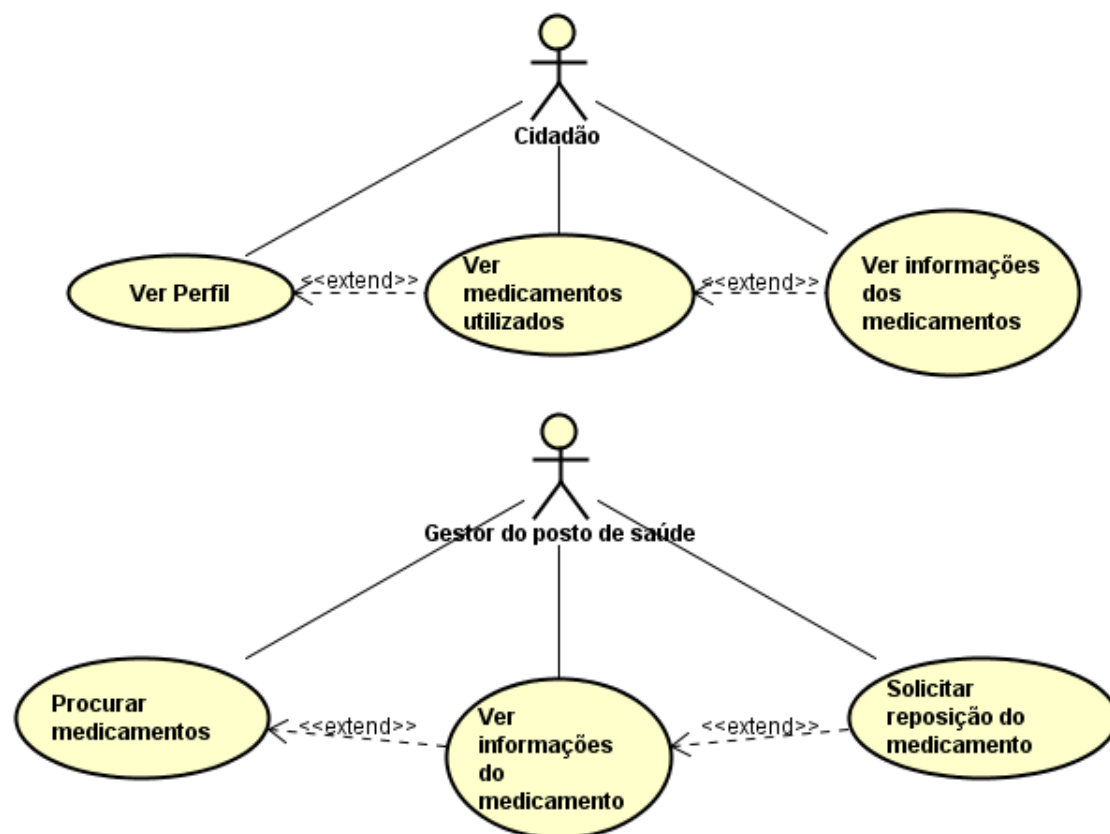 Cidadão
Ver Perfil
<<extend>>
Ver
medicamentos
utilizados
<<extend>>
Ver informações
dos
medicamentos
Gestor do posto de saúde
Procurar
medicamentos
<<extend>>
Ver
informações
do
medicamento
<<extend>>
Solicitar
reposição do
medicamento